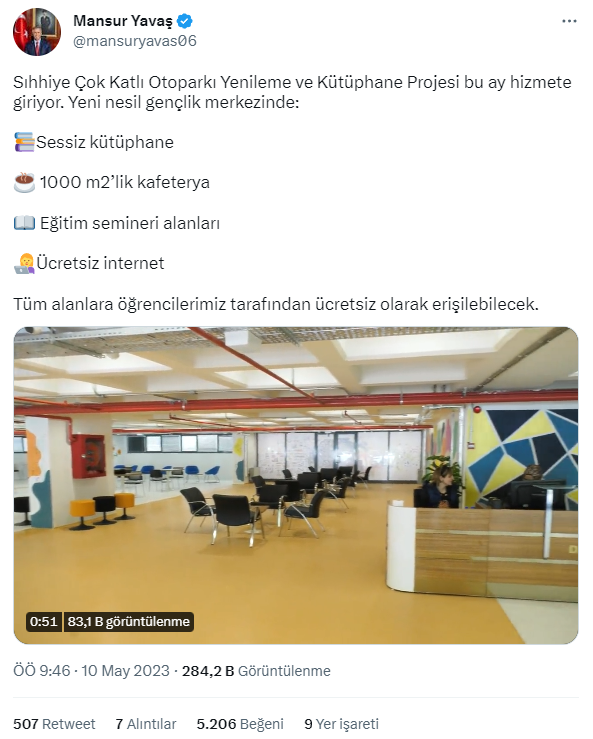 Mansur Yavaş
@mansuryavas06
Sıhhiye Çok Katlı Otoparkı Yenileme ve Kütüphane Projesi bu ay hizmete
giriyor. Yeni nesil gençlik merkezinde:
📚Sessiz kütüphane
☕ 1000 m2’lik kafeterya
📖 Eğitim semineri alanları
👩‍💻Ücretsiz internet
Tüm alanlara öğrencilerimiz tarafından ücretsiz olarak erişilebilecek.
0:51 83,1 B görüntülenme
ÖÖ 9:46 · 10 May 2023 · 284,2 B Görüntülenme
507 Retweet 7 Alıntılar 5.206 Beğeni 9 Yer işareti